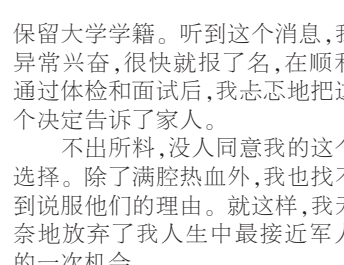 保留大学学籍。听到这个消息,我
异常兴奋,很快就报了名,在顺利
通过体检和面试后,我忐忑地把这
个决定告诉了家人。
不出所料,没人同意我的这个
选择。除了满腔热血外,我也找不
到说服他们的理由。就这样,我无
奈地放弃了我人生中最接近军人
的一次机会